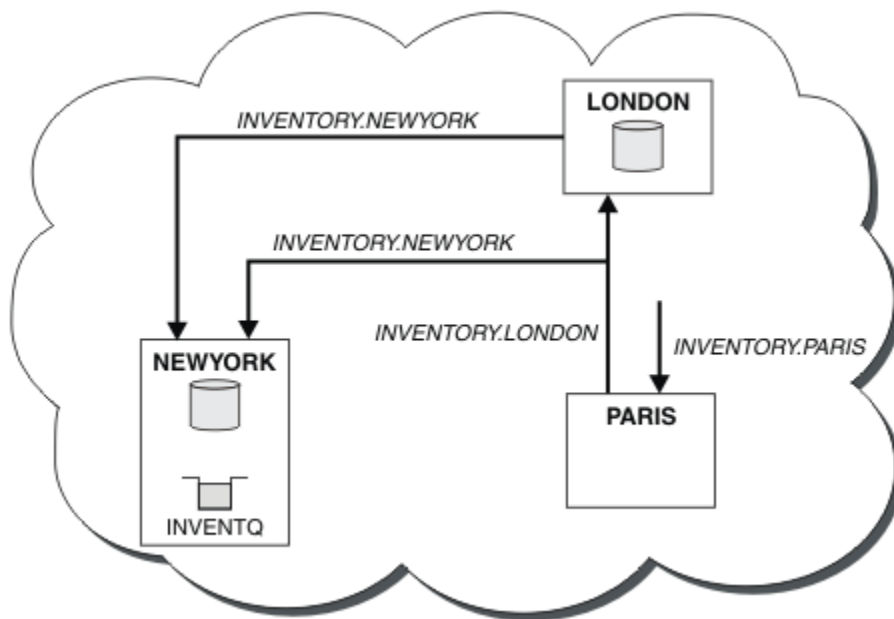 LONDON
INVENTORY.NEWYORK
INVENTORY.NEWYORK
INVENTORY.LONDON
INVENTORY.PARIS
NEWYORK
PARIS
INVENTQ